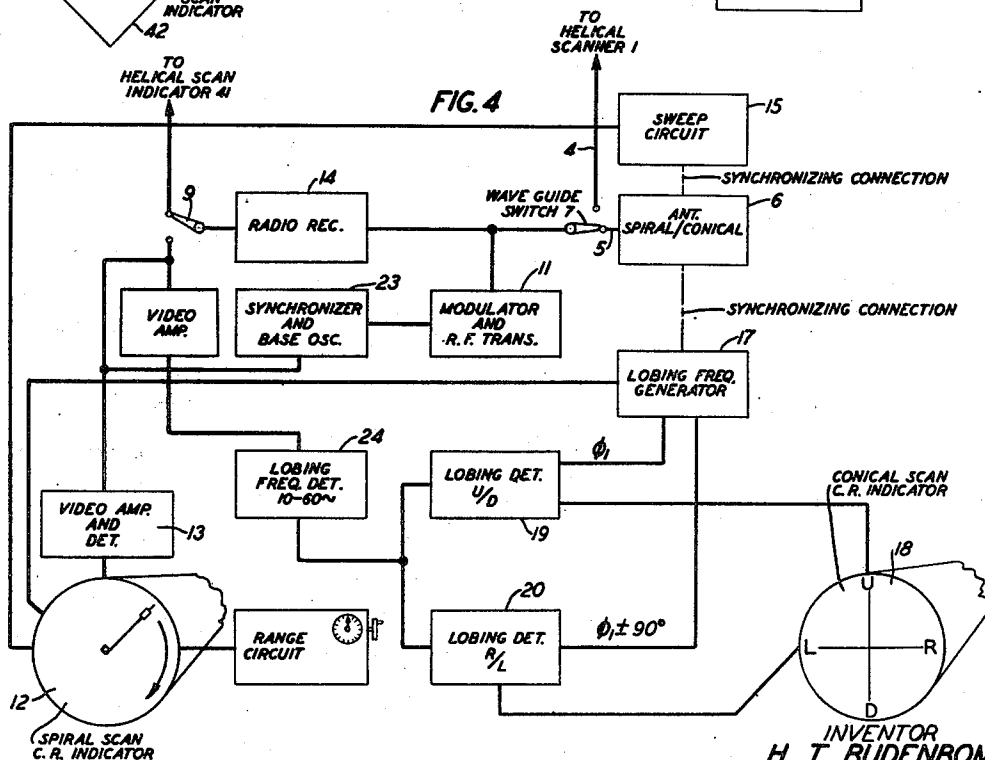 SCAN
INDICATOR
42
TO
HELICAL
SCANNER 1
TO
HELICAL SCAN
INDICATOR 41
FIG. 4
15
SWEEP
CIRCUIT
4
SYNCHRONIZING CONNECTION
14
9
RADIO REC.
WAVE GUIDE
SWITCH 7
6
ANT.
SPIRAL/CONICAL
5
23
11
VIDEO
AMP.
SYNCHRONIZER
AND
BASE OSC.
MODULATOR
AND
R.F. TRANS.
SYNCHRONIZING CONNECTION
17
LOBING FREQ.
GENERATOR
24
LOBING
FREQ. DET.
10-60~
LOBING DET.
U/D
19
ϕ₁
CONICAL SCAN
C.R. INDICATOR
VIDEO AMP.
AND
DET.
13
18
U
L
R
D
20
LOBING DET.
R/L
ϕ₁ ± 90°
RANGE
CIRCUIT
12
SPIRAL SCAN
C.R. INDICATOR
INVENTOR
H. T. BUDENBOM